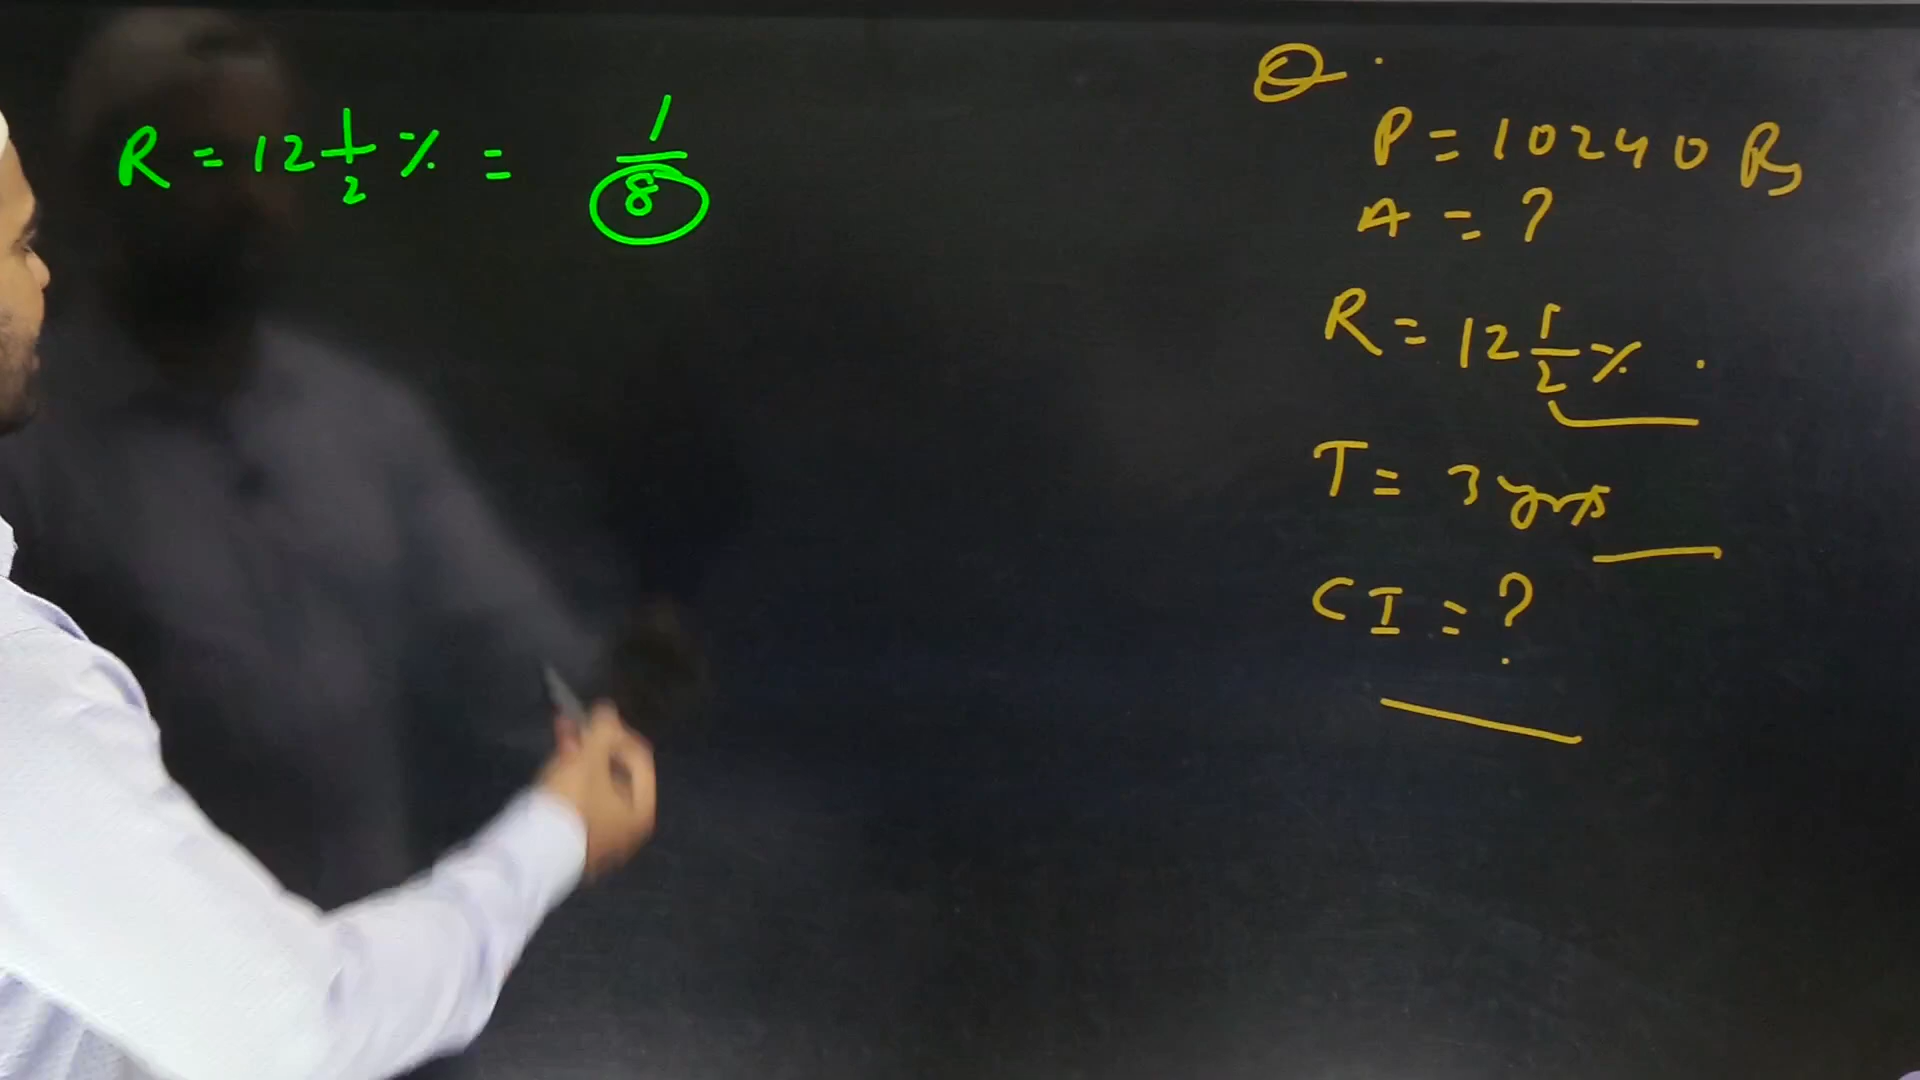 R = 12 1/2 % = 1/8
Q.
P = 10240 Rs
A = ?
R = 12 1/2 %.
T = 3 yrs
CI = ?